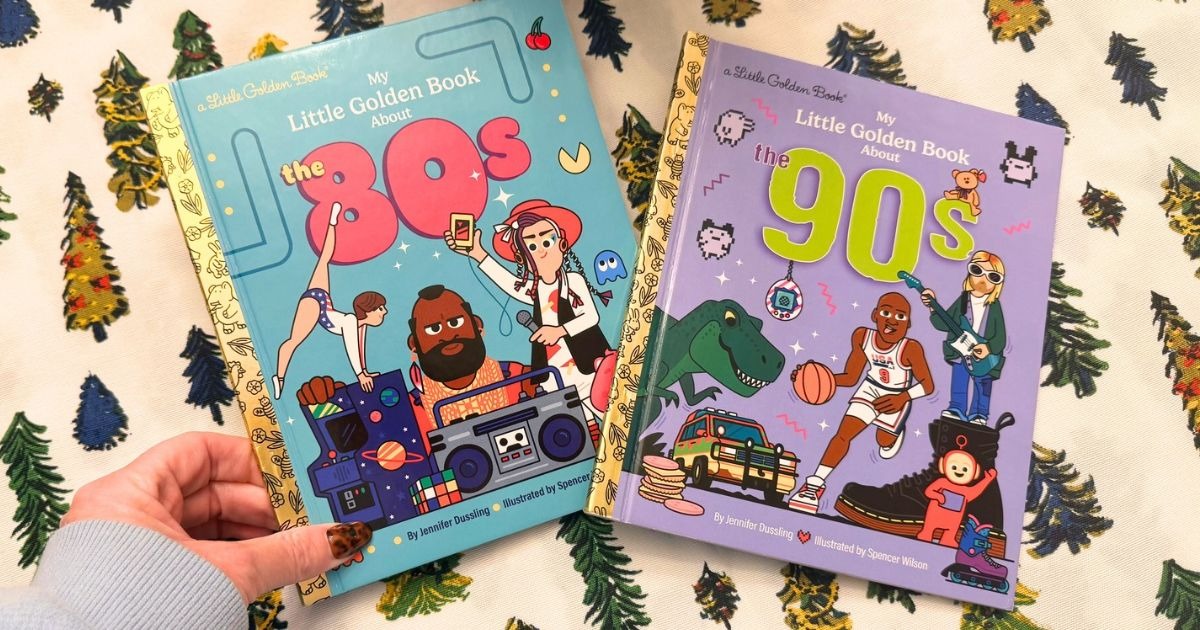 a Little Golden Book®
My
Little Golden Book
About
the 80s
By Jennifer Dussling Illustrated by Spencer
a Little Golden Book®
My
Little Golden Book
About
the 90s
USA
9
By Jennifer Dussling Illustrated by Spencer Wilson